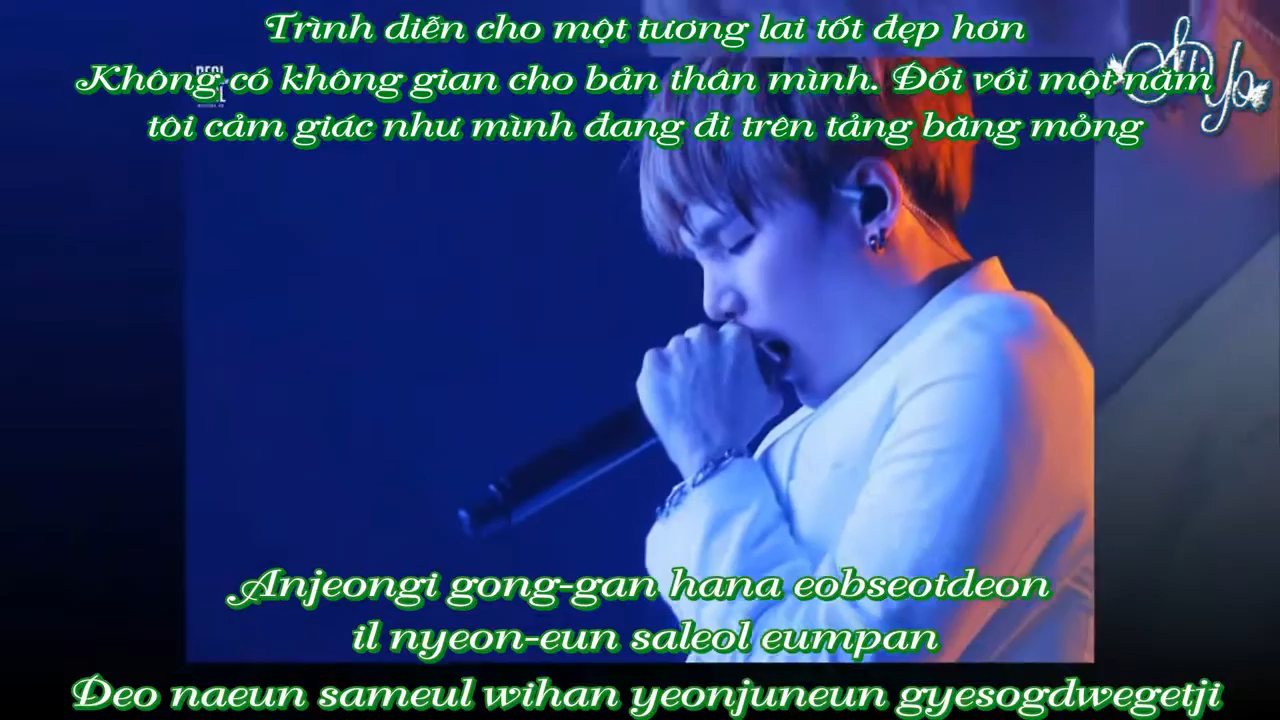 Trình diễn cho một tương lai tốt đẹp hơn
Không có không gian cho bản thân mình. Đối với một năm
tôi cảm giác như mình đang đi trên tảng băng mỏng
Anjeongi gong-gan hana eobseotdeon
il nyeon-eun saleol eumpan
Deo naeun sameul wihan yeonjuneun gyesogdwegetji